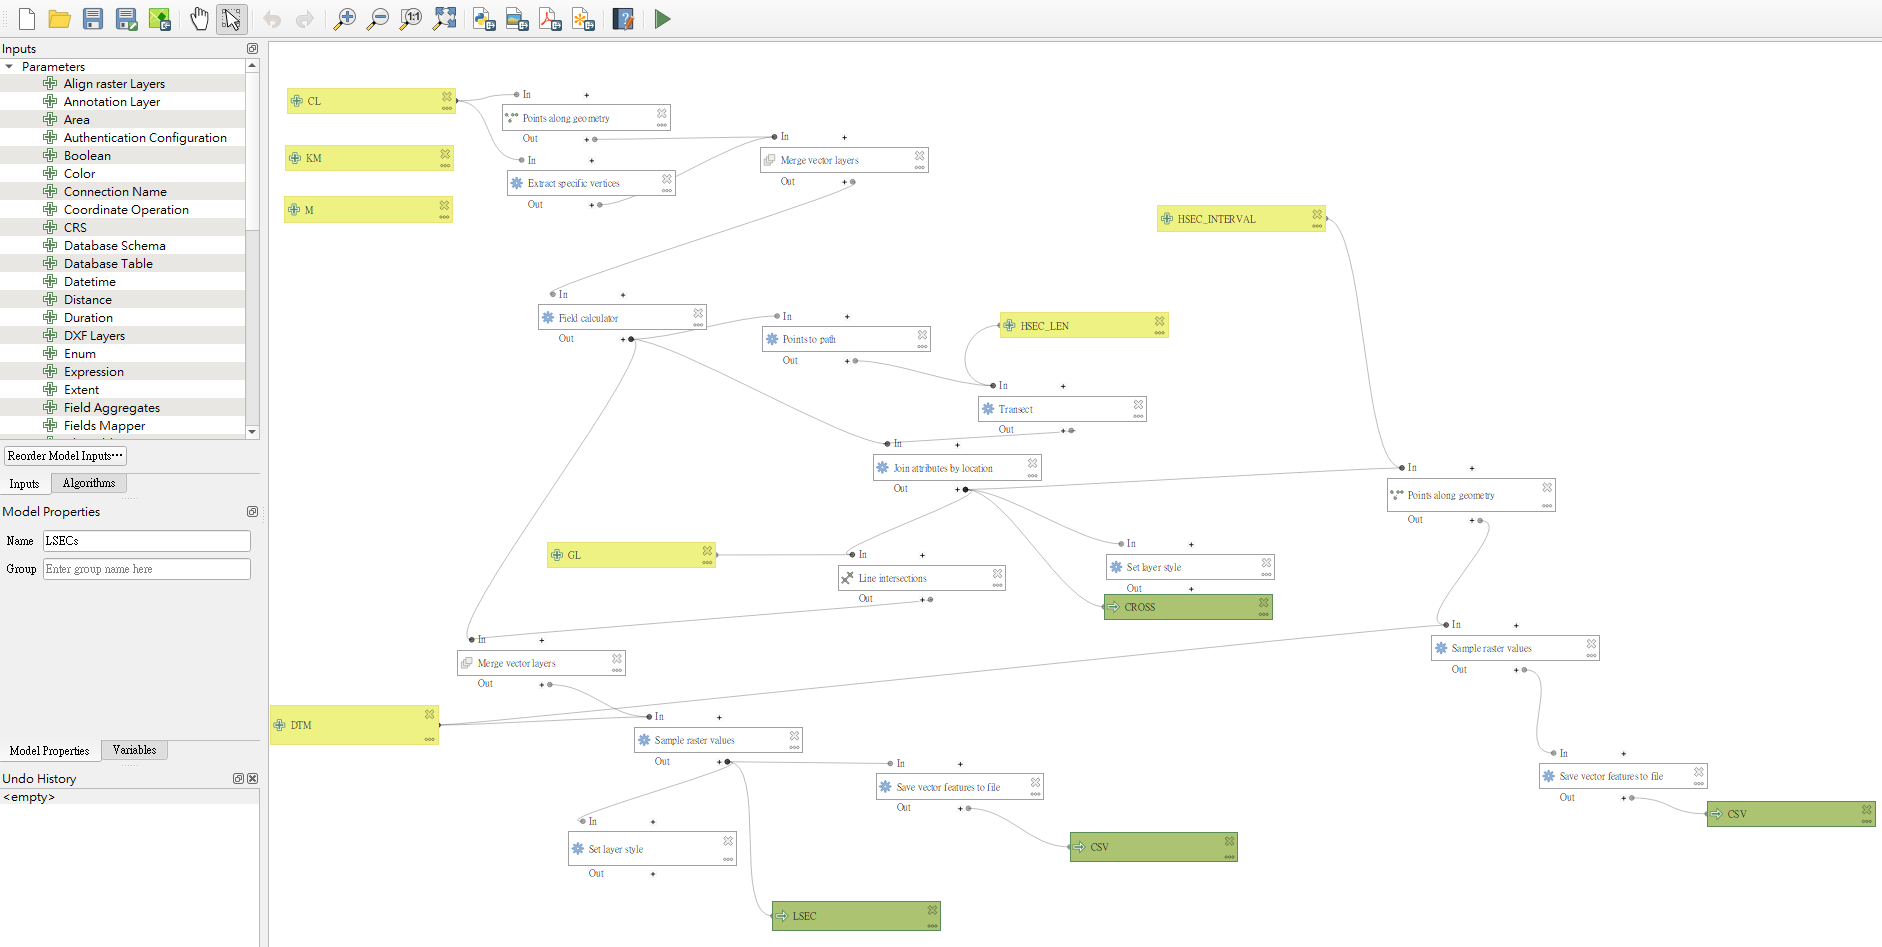 1:1
Inputs
Parameters
Align raster Layers
Annotation Layer
Area
Authentication Configuration
Boolean
Color
Connection Name
Coordinate Operation
CRS
Database Schema
Database Table
Datetime
Distance
Duration
DXF Layers
Enum
Expression
Extent
Field Aggregates
Fields Mapper
Reorder Model Inputs···
Inputs
Algorithms
Model Properties
Name
LSECs
Group
Enter group name here
Model Properties
Variables
Undo History
<empty>
CL
KM
M
In
Points along geometry
Out
In
Extract specific vertices
Out
In
Merge vector layers
Out
HSEC_INTERVAL
In
Field calculator
Out
In
Points to path
Out
HSEC_LEN
In
Transect
Out
In
Join attributes by location
Out
In
Points along geometry
Out
GL
In
Line intersections
Out
In
Set layer style
Out
CROSS
In
Merge vector layers
Out
In
Sample raster values
Out
DTM
In
Sample raster values
Out
In
Save vector features to file
Out
In
Save vector features to file
Out
CSV
In
Set layer style
Out
CSV
LSEC